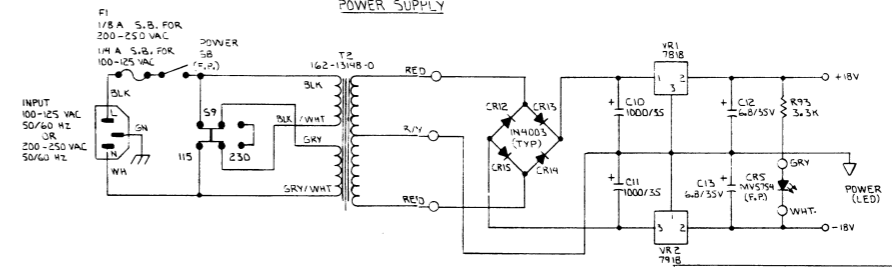 POWER SUPPLY
F1
1/8 A S.B. FOR
200-250 VAC
1/4 A S.B. FOR
100-125 VAC
POWER
S8
(F.P.)
T2
162-13148-0
BLK
BLK
INPUT
100-125 VAC
50/60 HZ
OR
200-250 VAC
50/60 HZ
L
GN
N
WH
S9
115
230
BLK/WHT
GRY
GRY/WHT
RED
R/Y
RED
CR12
CR13
1N4003
(TYP)
CR15
CR14
+
C10
1000/35
+
C11
1000/35
VR1
7818
1
2
3
1
3
2
VR2
7918
+
C12
6.8/35V
+
C13
6.8/35V
R93
3.3K
GRY
CR5
MV5754
(F.P.)
WHT.
+18V
POWER
(LED)
-18V